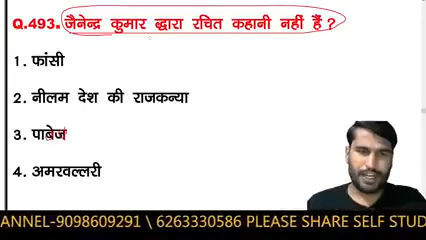 Q.493. जैनेन्द्र कुमार द्वारा रचित कहानी नहीं हैं ?
1. फांसी
2. नीलम देश की राजकन्या
3. पाबेज
4. अमरवल्लरी
ANNEL-9098609291 \ 6263330586 PLEASE SHARE SELF STUD